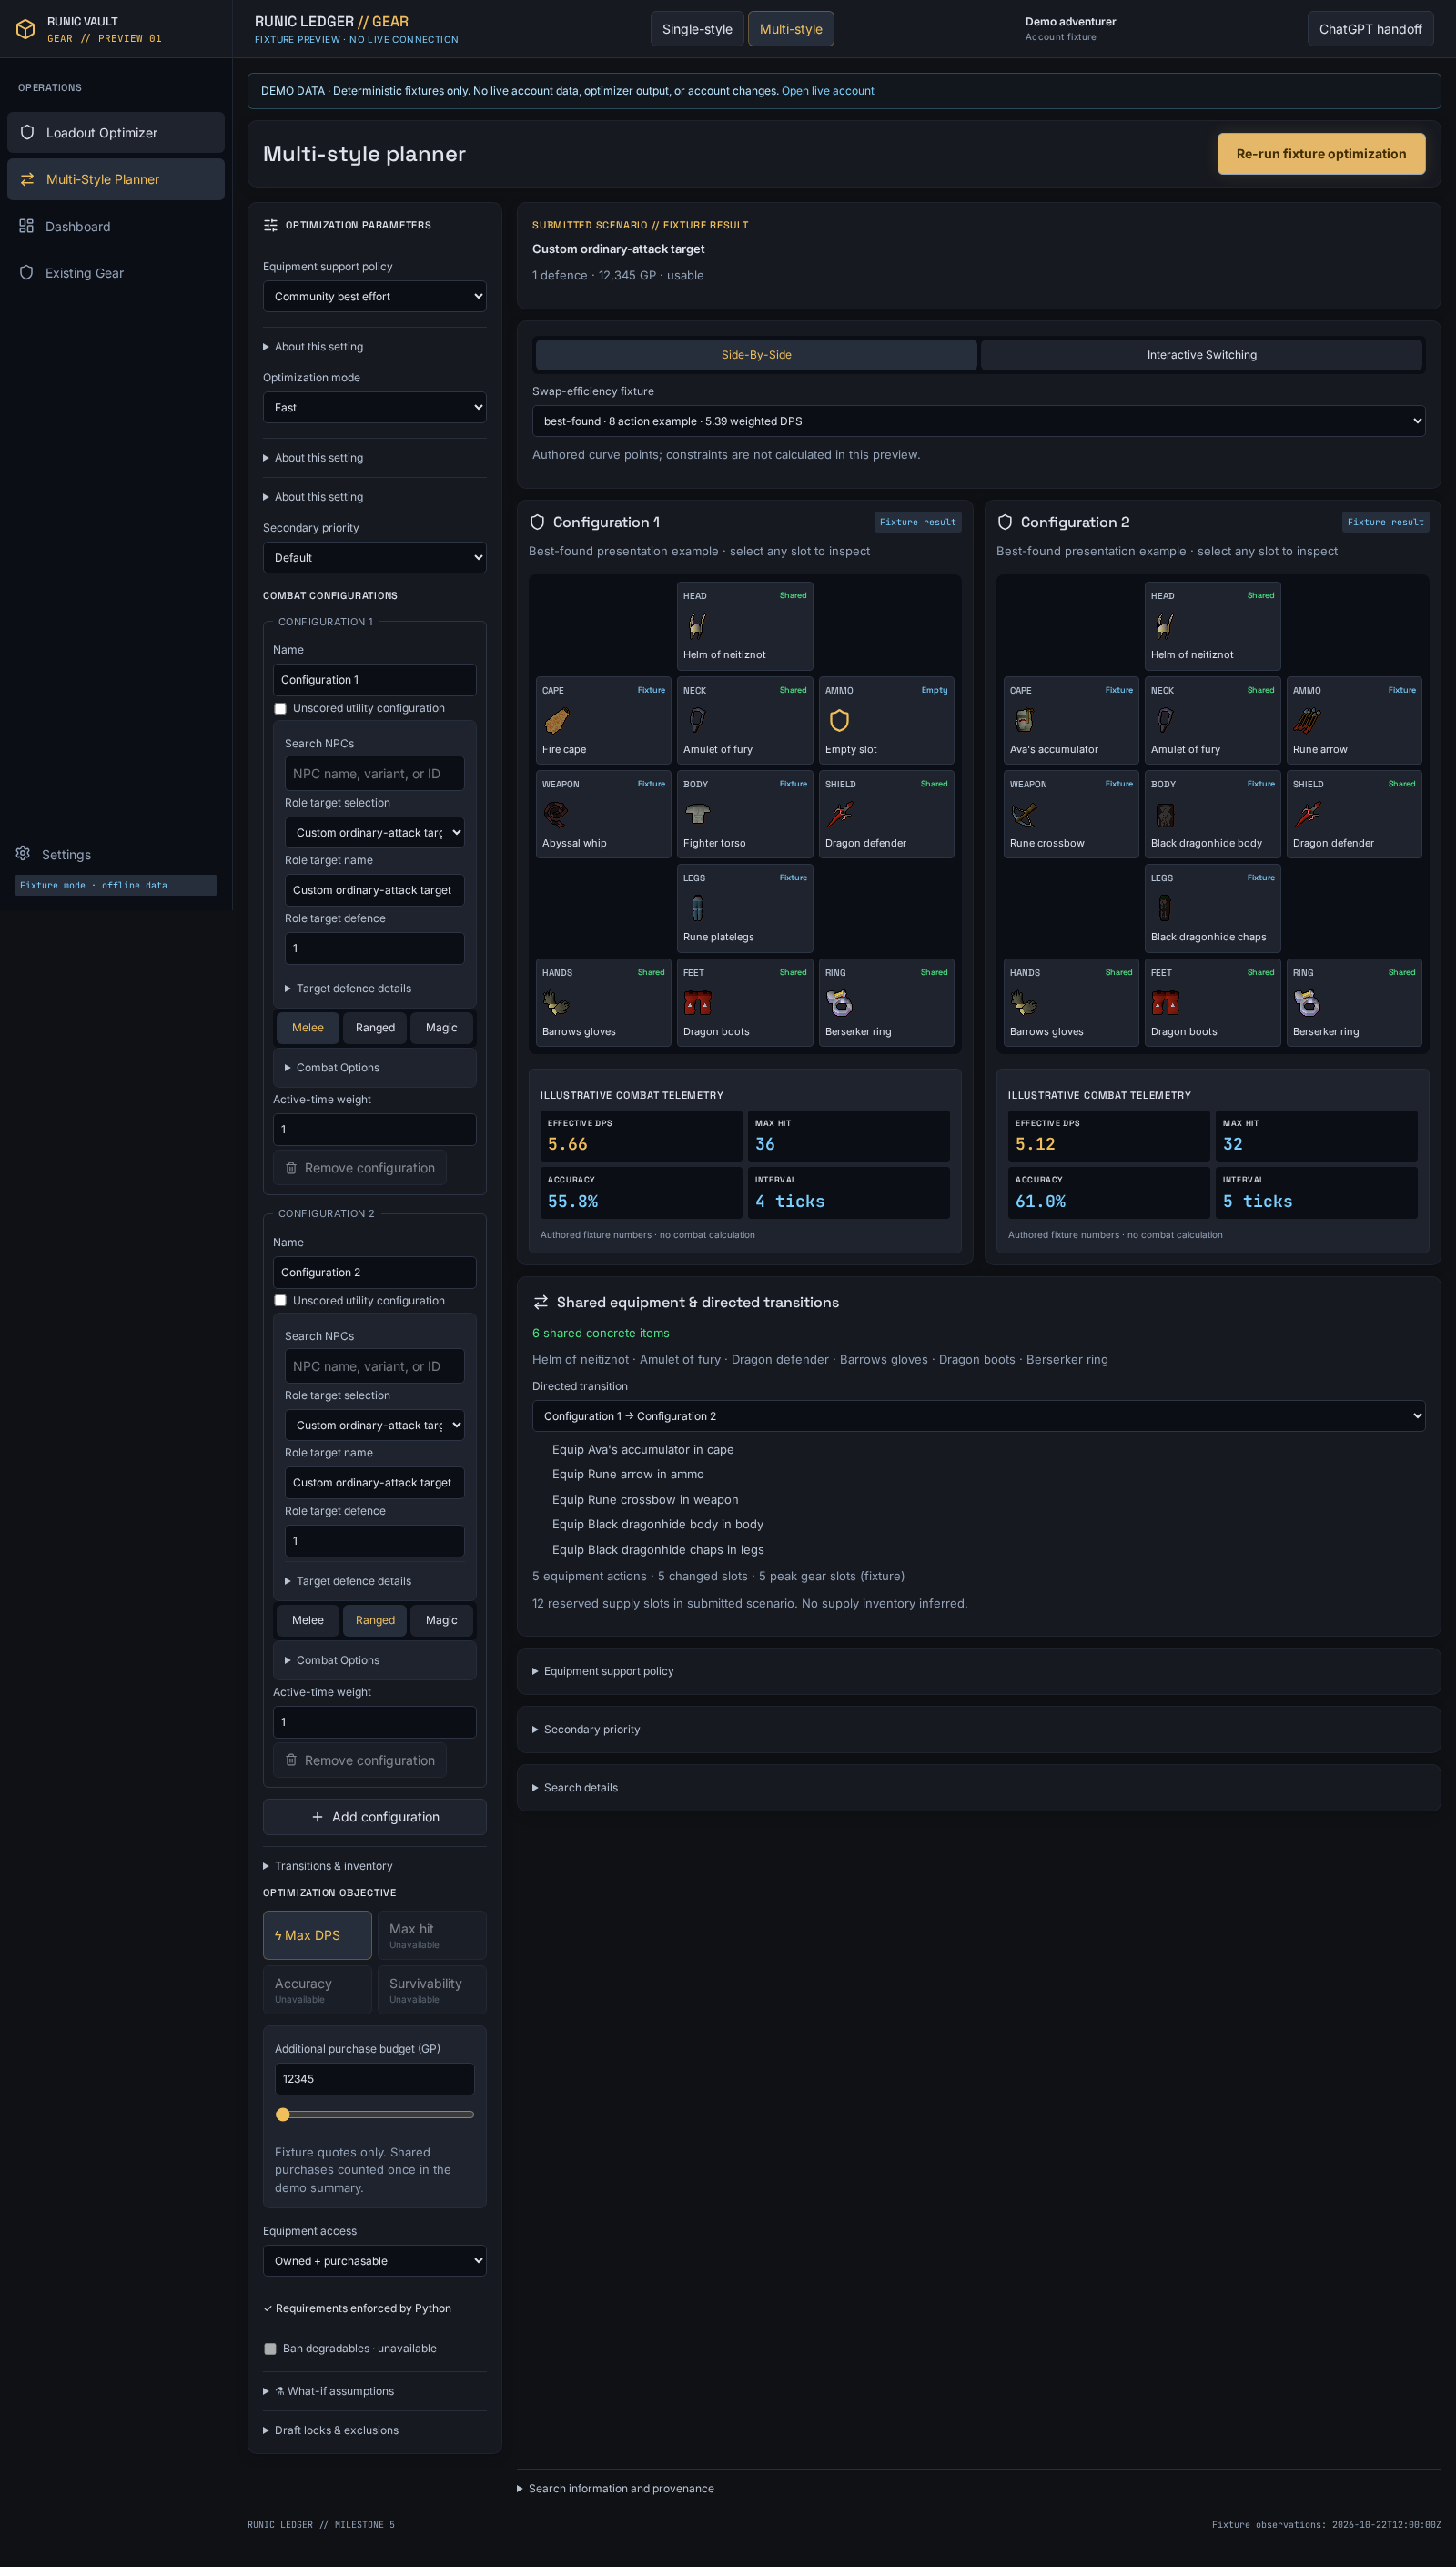 RUNIC VAULT
GEAR // PREVIEW 01
RUNIC LEDGER // GEAR
FIXTURE PREVIEW · NO LIVE CONNECTION
Single-style
Multi-style
Demo adventurer
Account fixture
ChatGPT handoff
OPERATIONS
Loadout Optimizer
Multi-Style Planner
Dashboard
Existing Gear
Settings
Fixture mode · offline data
DEMO DATA · Deterministic fixtures only. No live account data, optimizer output, or account changes. Open live account
Multi-style planner
Re-run fixture optimization
OPTIMIZATION PARAMETERS
Equipment support policy
Community best effort
About this setting
Optimization mode
Fast
About this setting
About this setting
Secondary priority
Default
COMBAT CONFIGURATIONS
CONFIGURATION 1
Name
Configuration 1
Unscored utility configuration
Search NPCs
NPC name, variant, or ID
Role target selection
Custom ordinary-attack targ
Role target name
Custom ordinary-attack target
Role target defence
1
Target defence details
Melee
Ranged
Magic
Combat Options
Active-time weight
1
Remove configuration
CONFIGURATION 2
Name
Configuration 2
Unscored utility configuration
Search NPCs
NPC name, variant, or ID
Role target selection
Custom ordinary-attack targ
Role target name
Custom ordinary-attack target
Role target defence
1
Target defence details
Melee
Ranged
Magic
Combat Options
Active-time weight
1
Remove configuration
+ Add configuration
Transitions & inventory
OPTIMIZATION OBJECTIVE
ϟ Max DPS
Max hit
Unavailable
Accuracy
Unavailable
Survivability
Unavailable
Additional purchase budget (GP)
12345
Fixture quotes only. Shared
purchases counted once in the
demo summary.
Equipment access
Owned + purchasable
✓ Requirements enforced by Python
Ban degradables · unavailable
⚗ What-if assumptions
Draft locks & exclusions
SUBMITTED SCENARIO // FIXTURE RESULT
Custom ordinary-attack target
1 defence · 12,345 GP · usable
Side-By-Side
Interactive Switching
Swap-efficiency fixture
best-found · 8 action example · 5.39 weighted DPS
Authored curve points; constraints are not calculated in this preview.
Configuration 1
Fixture result
Best-found presentation example · select any slot to inspect
HEAD
Shared
Helm of neitiznot
CAPE
Fixture
Fire cape
NECK
Shared
Amulet of fury
AMMO
Empty
Empty slot
WEAPON
Fixture
Abyssal whip
BODY
Fixture
Fighter torso
SHIELD
Shared
Dragon defender
LEGS
Fixture
Rune platelegs
HANDS
Shared
Barrows gloves
FEET
Shared
Dragon boots
RING
Shared
Berserker ring
ILLUSTRATIVE COMBAT TELEMETRY
EFFECTIVE DPS
5.66
MAX HIT
36
ACCURACY
55.8%
INTERVAL
4 ticks
Authored fixture numbers · no combat calculation
Configuration 2
Fixture result
Best-found presentation example · select any slot to inspect
HEAD
Shared
Helm of neitiznot
CAPE
Fixture
Ava's accumulator
NECK
Shared
Amulet of fury
AMMO
Fixture
Rune arrow
WEAPON
Fixture
Rune crossbow
BODY
Fixture
Black dragonhide body
SHIELD
Shared
Dragon defender
LEGS
Fixture
Black dragonhide chaps
HANDS
Shared
Barrows gloves
FEET
Shared
Dragon boots
RING
Shared
Berserker ring
ILLUSTRATIVE COMBAT TELEMETRY
EFFECTIVE DPS
5.12
MAX HIT
32
ACCURACY
61.0%
INTERVAL
5 ticks
Authored fixture numbers · no combat calculation
Shared equipment & directed transitions
6 shared concrete items
Helm of neitiznot · Amulet of fury · Dragon defender · Barrows gloves · Dragon boots · Berserker ring
Directed transition
Configuration 1 → Configuration 2
Equip Ava's accumulator in cape
Equip Rune arrow in ammo
Equip Rune crossbow in weapon
Equip Black dragonhide body in body
Equip Black dragonhide chaps in legs
5 equipment actions · 5 changed slots · 5 peak gear slots (fixture)
12 reserved supply slots in submitted scenario. No supply inventory inferred.
Equipment support policy
Secondary priority
Search details
Search information and provenance
RUNIC LEDGER // MILESTONE 5
Fixture observations: 2026-10-22T12:00:00Z